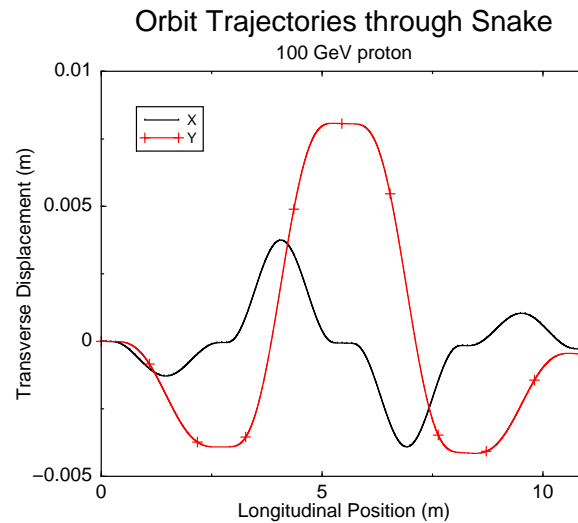 Orbit Trajectories through Snake
100 GeV proton
0.01
X
Y
0.005
0
−0.005
Transverse Displacement (m)
0
5
10
Longitudinal Position (m)